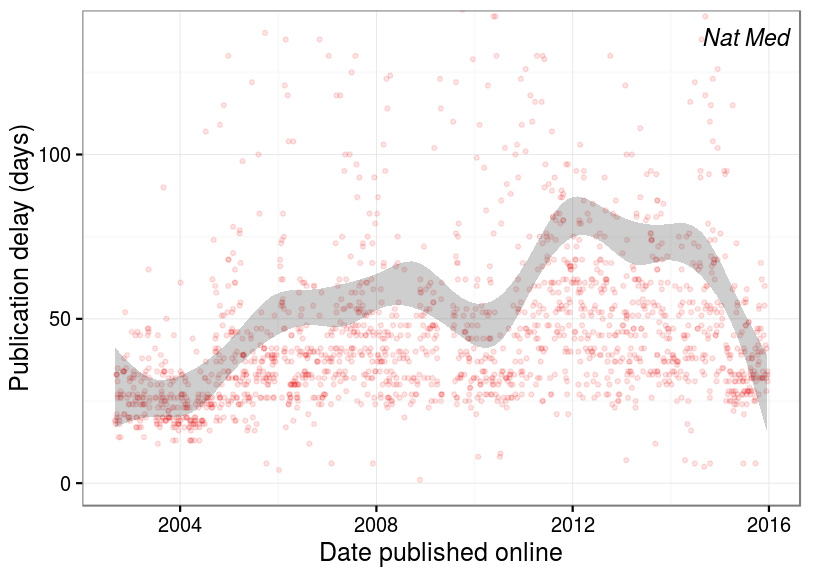 Nat Med
Publication delay (days)
100
50
0
2004
2008
2012
2016
Date published online